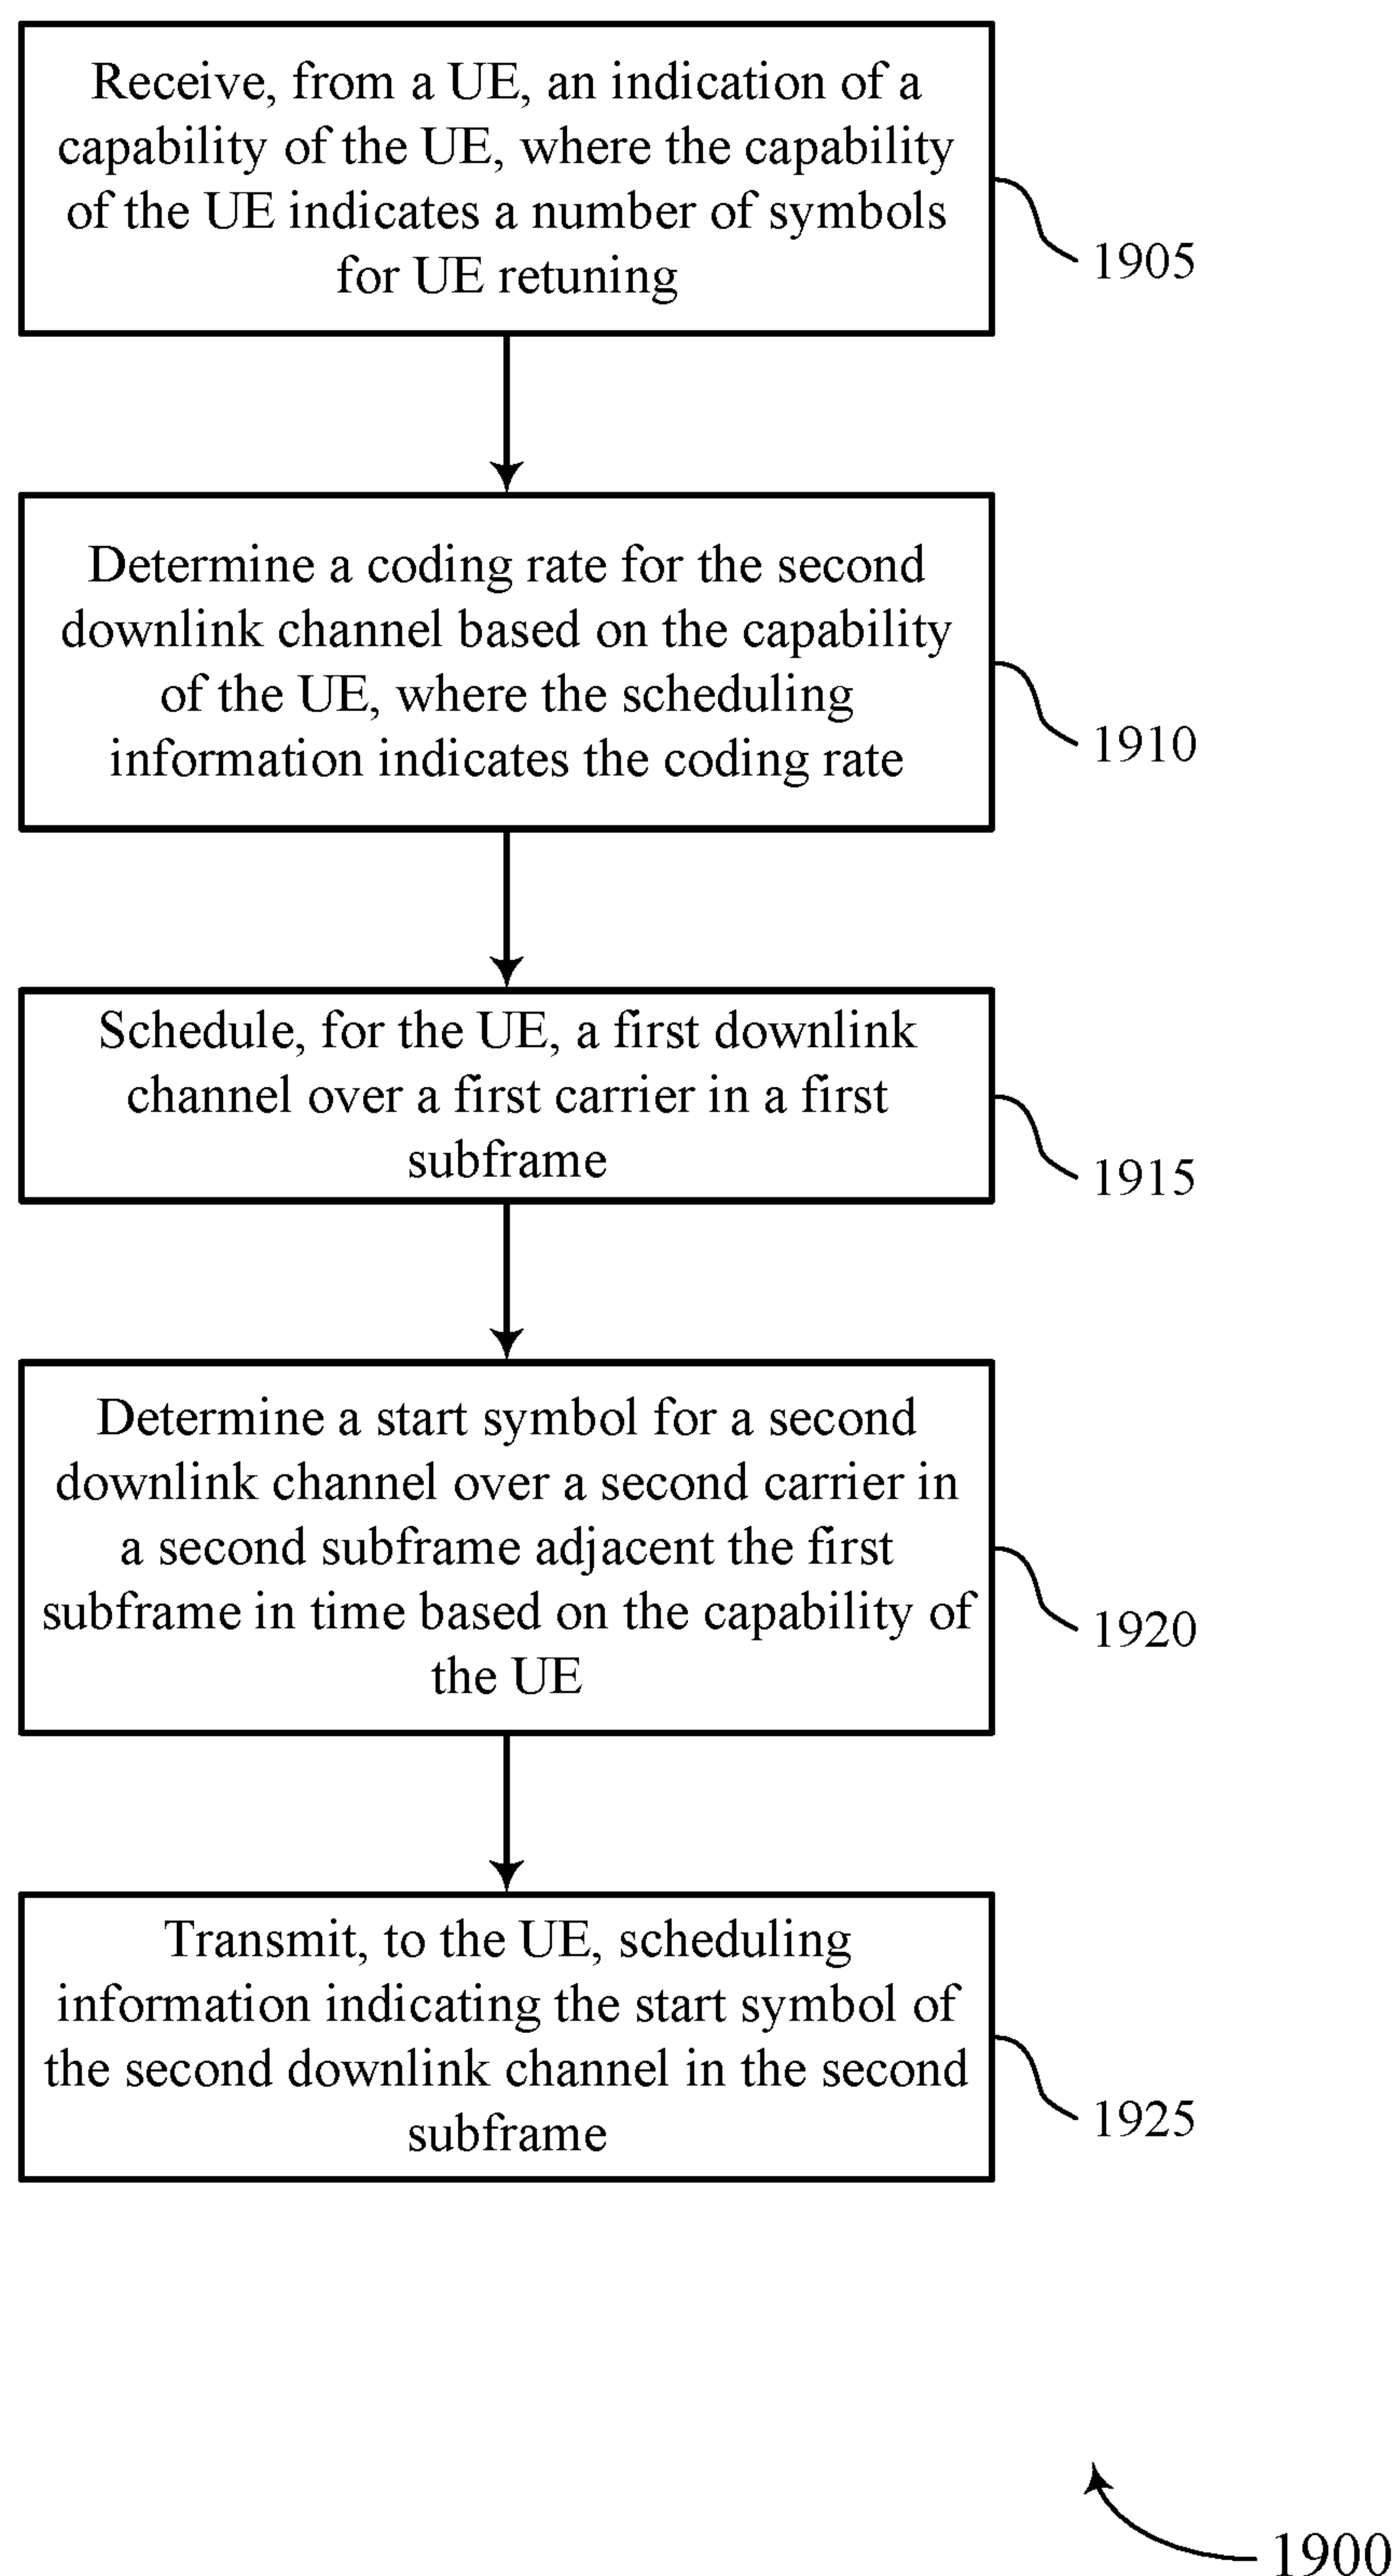 Receive, from a UE, an indication of a
capability of the UE, where the capability
of the UE indicates a number of symbols
for UE retuning
1905
Determine a coding rate for the second
downlink channel based on the capability
of the UE, where the scheduling
information indicates the coding rate
1910
Schedule, for the UE, a first downlink
channel over a first carrier in a first
subframe
1915
Determine a start symbol for a second
downlink channel over a second carrier in
a second subframe adjacent the first
subframe in time based on the capability of
the UE
1920
Transmit, to the UE, scheduling
information indicating the start symbol of
the second downlink channel in the second
subframe
1925
1900